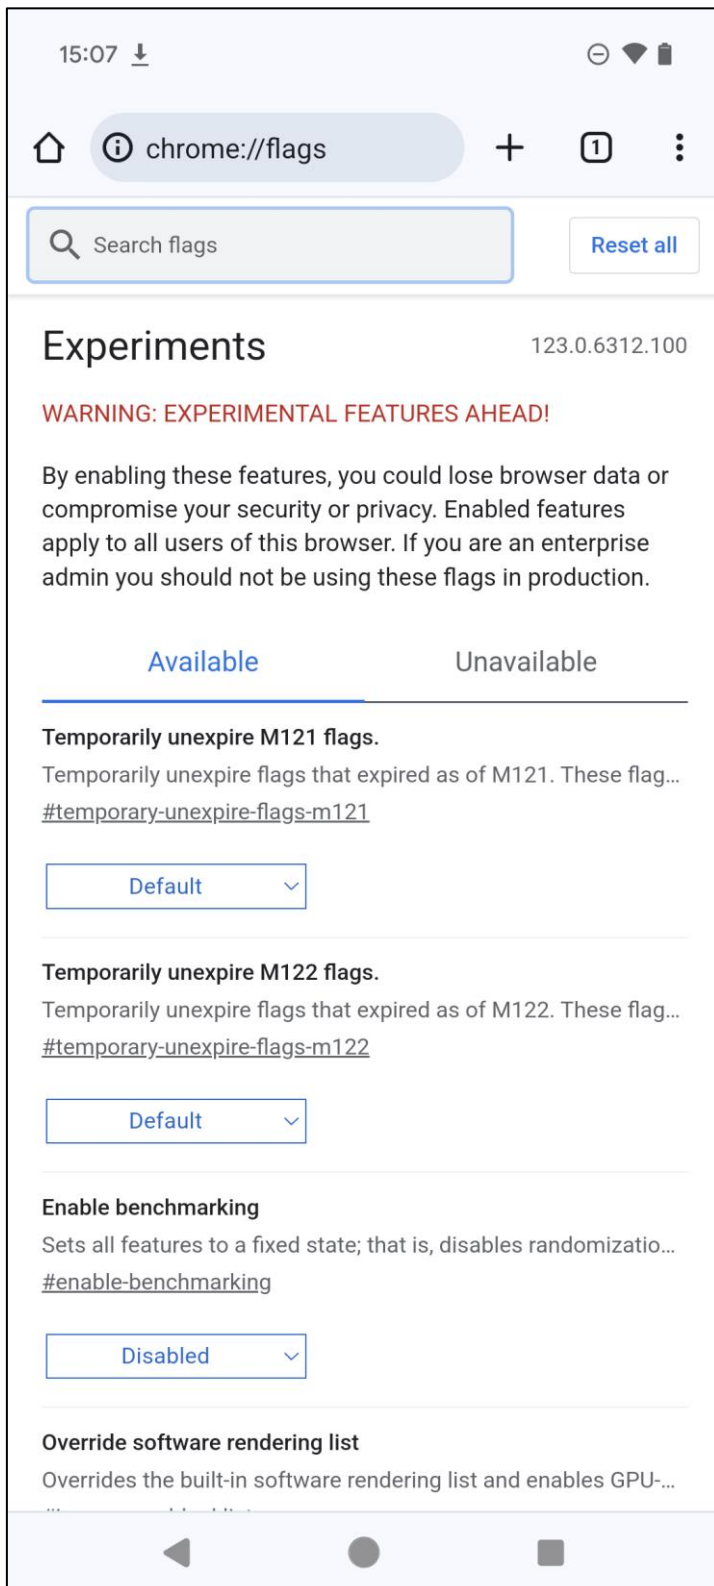 15:07
chrome://flags
1
Search flags
Reset all
Experiments
123.0.6312.100
WARNING: EXPERIMENTAL FEATURES AHEAD!
By enabling these features, you could lose browser data or
compromise your security or privacy. Enabled features
apply to all users of this browser. If you are an enterprise
admin you should not be using these flags in production.
Available
Unavailable
Temporarily unexpire M121 flags.
Temporarily unexpire flags that expired as of M121. These flag...
#temporary-unexpire-flags-m121
Default
Temporarily unexpire M122 flags.
Temporarily unexpire flags that expired as of M122. These flag...
#temporary-unexpire-flags-m122
Default
Enable benchmarking
Sets all features to a fixed state; that is, disables randomizatio...
#enable-benchmarking
Disabled
Override software rendering list
Overrides the built-in software rendering list and enables GPU-...